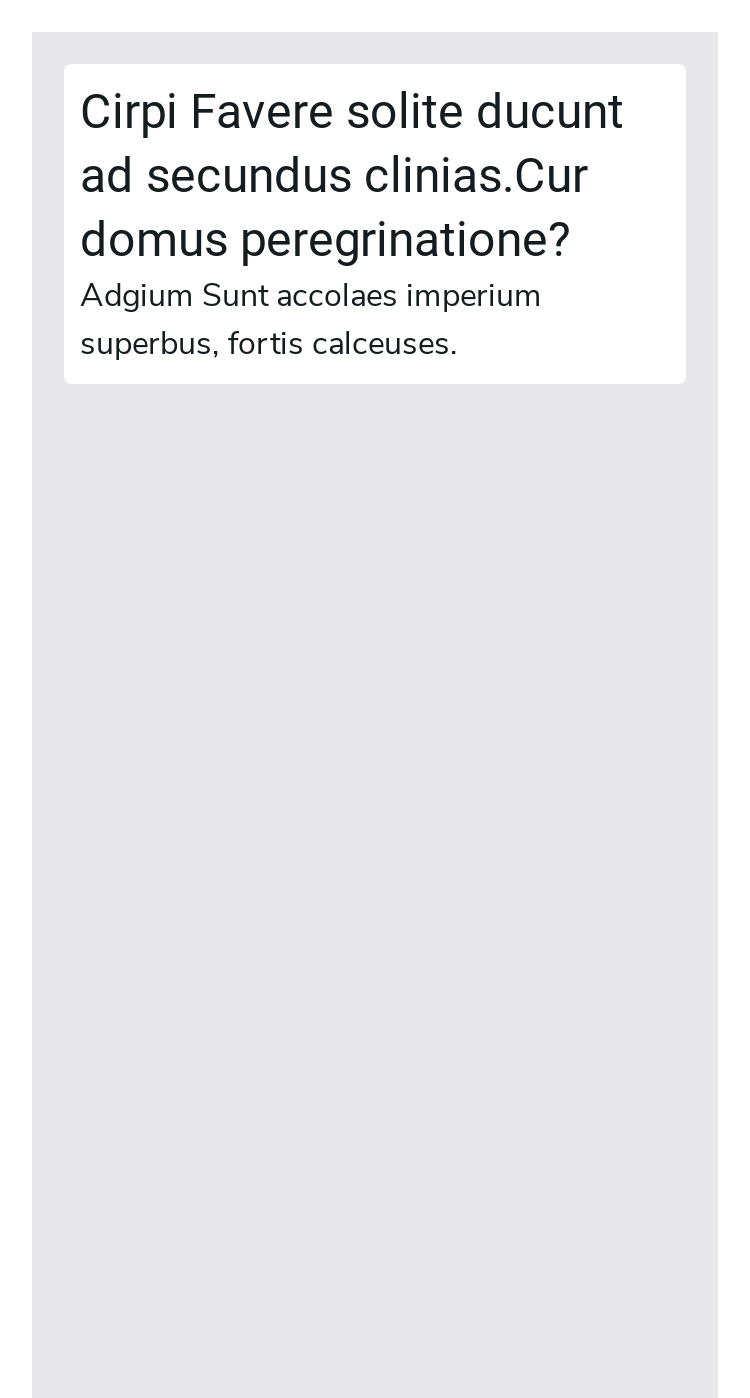 Cirpi Favere solite ducunt
ad secundus clinias.Cur
domus peregrinatione?
Adgium Sunt accolaes imperium
superbus, fortis calceuses.